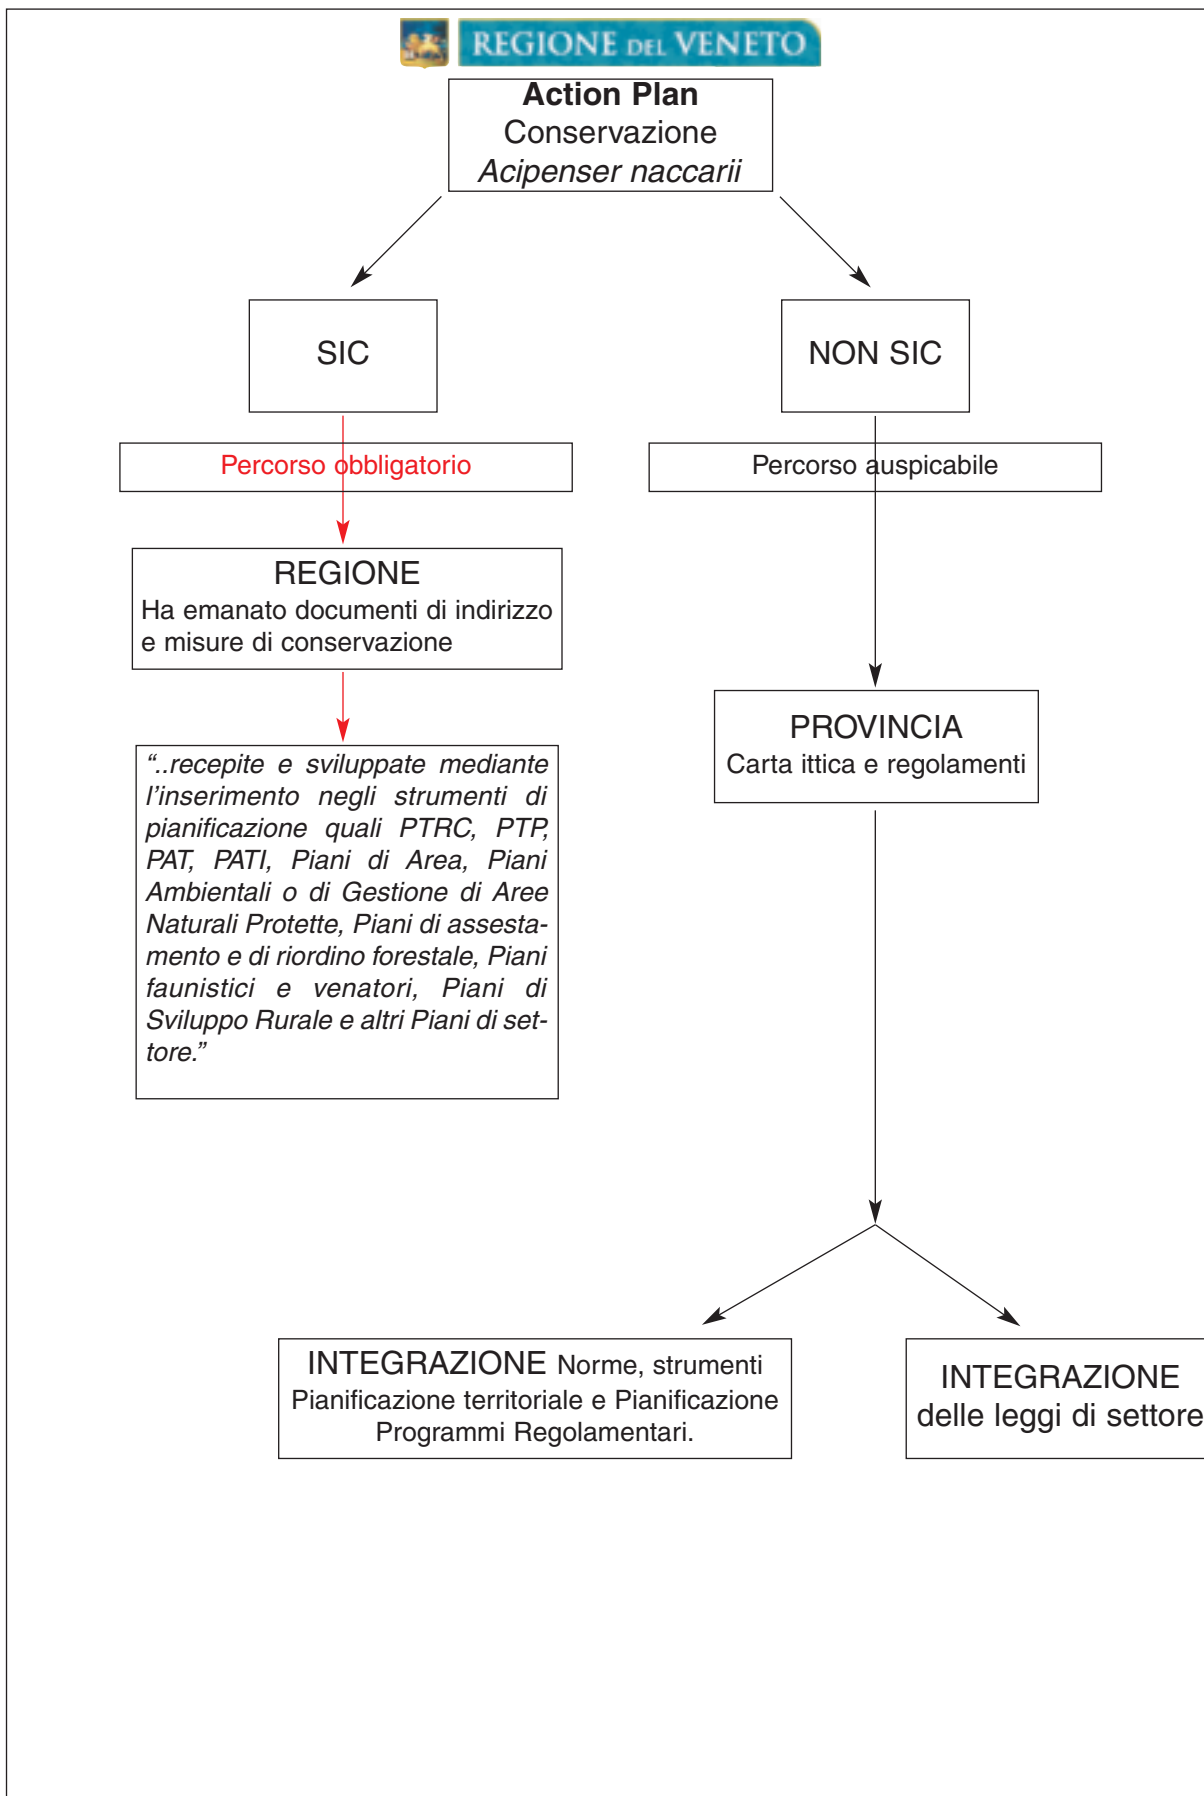 REGIONE DEL VENETO
Action Plan
Conservazione
Acipenser naccarii
SIC
NON SIC
Percorso obbligatorio
Percorso auspicabile
REGIONE
Ha emanato documenti di indirizzo
e misure di conservazione
PROVINCIA
Carta ittica e regolamenti
“..recepite e sviluppate mediante
l’inserimento negli strumenti di
pianificazione quali PTRC, PTP,
PAT, PATI, Piani di Area, Piani
Ambientali o di Gestione di Aree
Naturali Protette, Piani di assesta-
mento e di riordino forestale, Piani
faunistici e venatori, Piani di
Sviluppo Rurale e altri Piani di set-
tore.”
INTEGRAZIONE Norme, strumenti
Pianificazione territoriale e Pianificazione
Programmi Regolamentari.
INTEGRAZIONE
delle leggi di settore